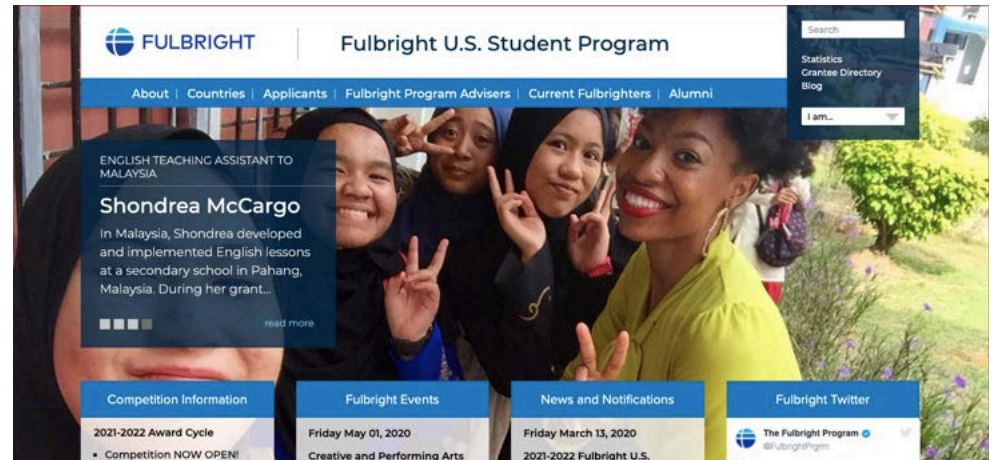 FULBRIGHT
Fulbright U.S. Student Program
Search
Statistics
Grantee Directory
Blog
I am...
About | Countries | Applicants | Fulbright Program Advisers | Current Fulbrighters | Alumni
ENGLISH TEACHING ASSISTANT TO
MALAYSIA
Shondrea McCargo
In Malaysia, Shondrea developed
and implemented English lessons
at a secondary school in Pahang,
Malaysia. During her grant...
read more
Competition Information
2021-2022 Award Cycle
• Competition NOW OPEN!
Fulbright Events
Friday May 01, 2020
Creative and Performing Arts
News and Notifications
Friday March 13, 2020
2021-2022 Fulbright U.S.
Fulbright Twitter
The Fulbright Program
@FulbrightPrgrm